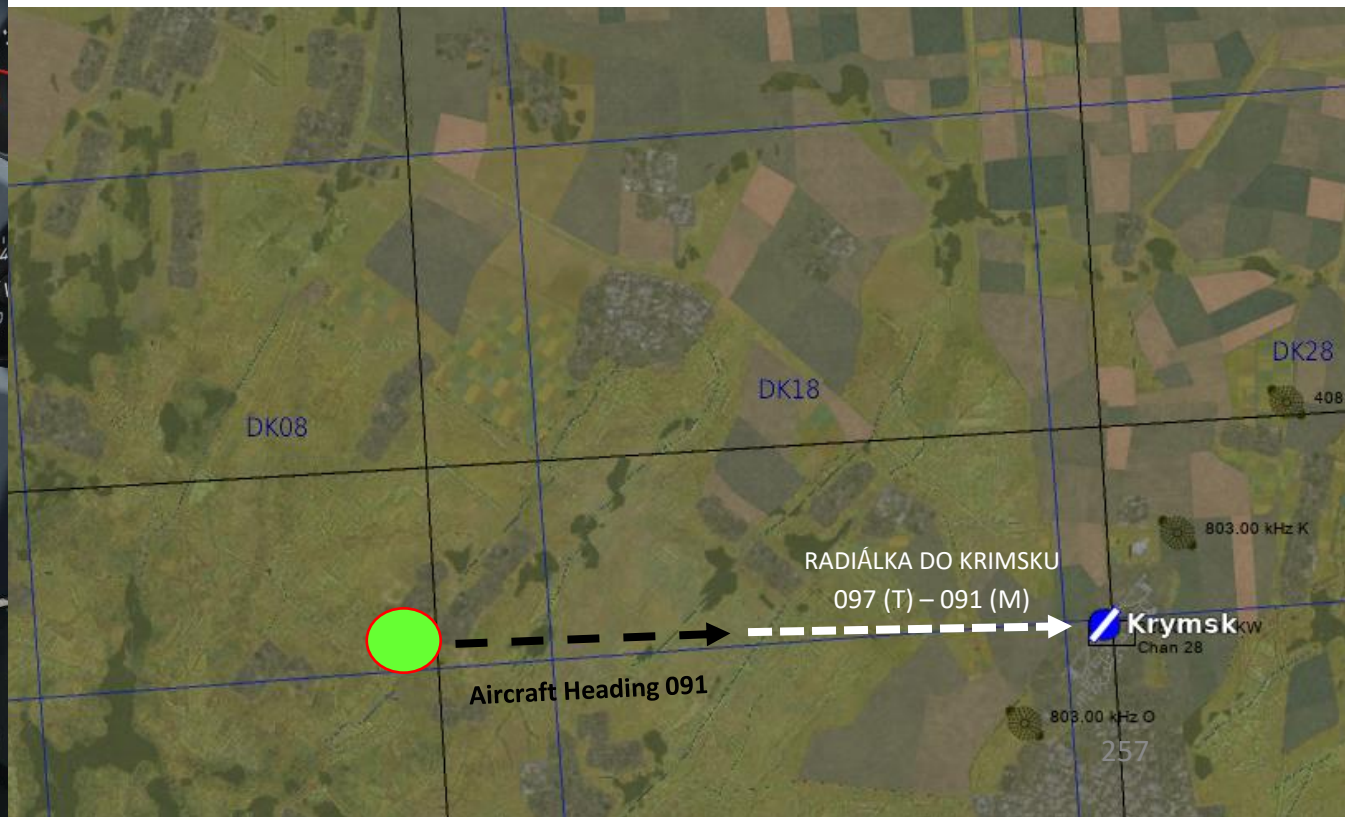 DK28
408
DK18
DK08
803.00 kHz K
RADIÁLKA DO KRIMSKU
097 (T) – 091 (M)
Krymsk
KW
Chan 28
Aircraft Heading 091
803.00 kHz O
257